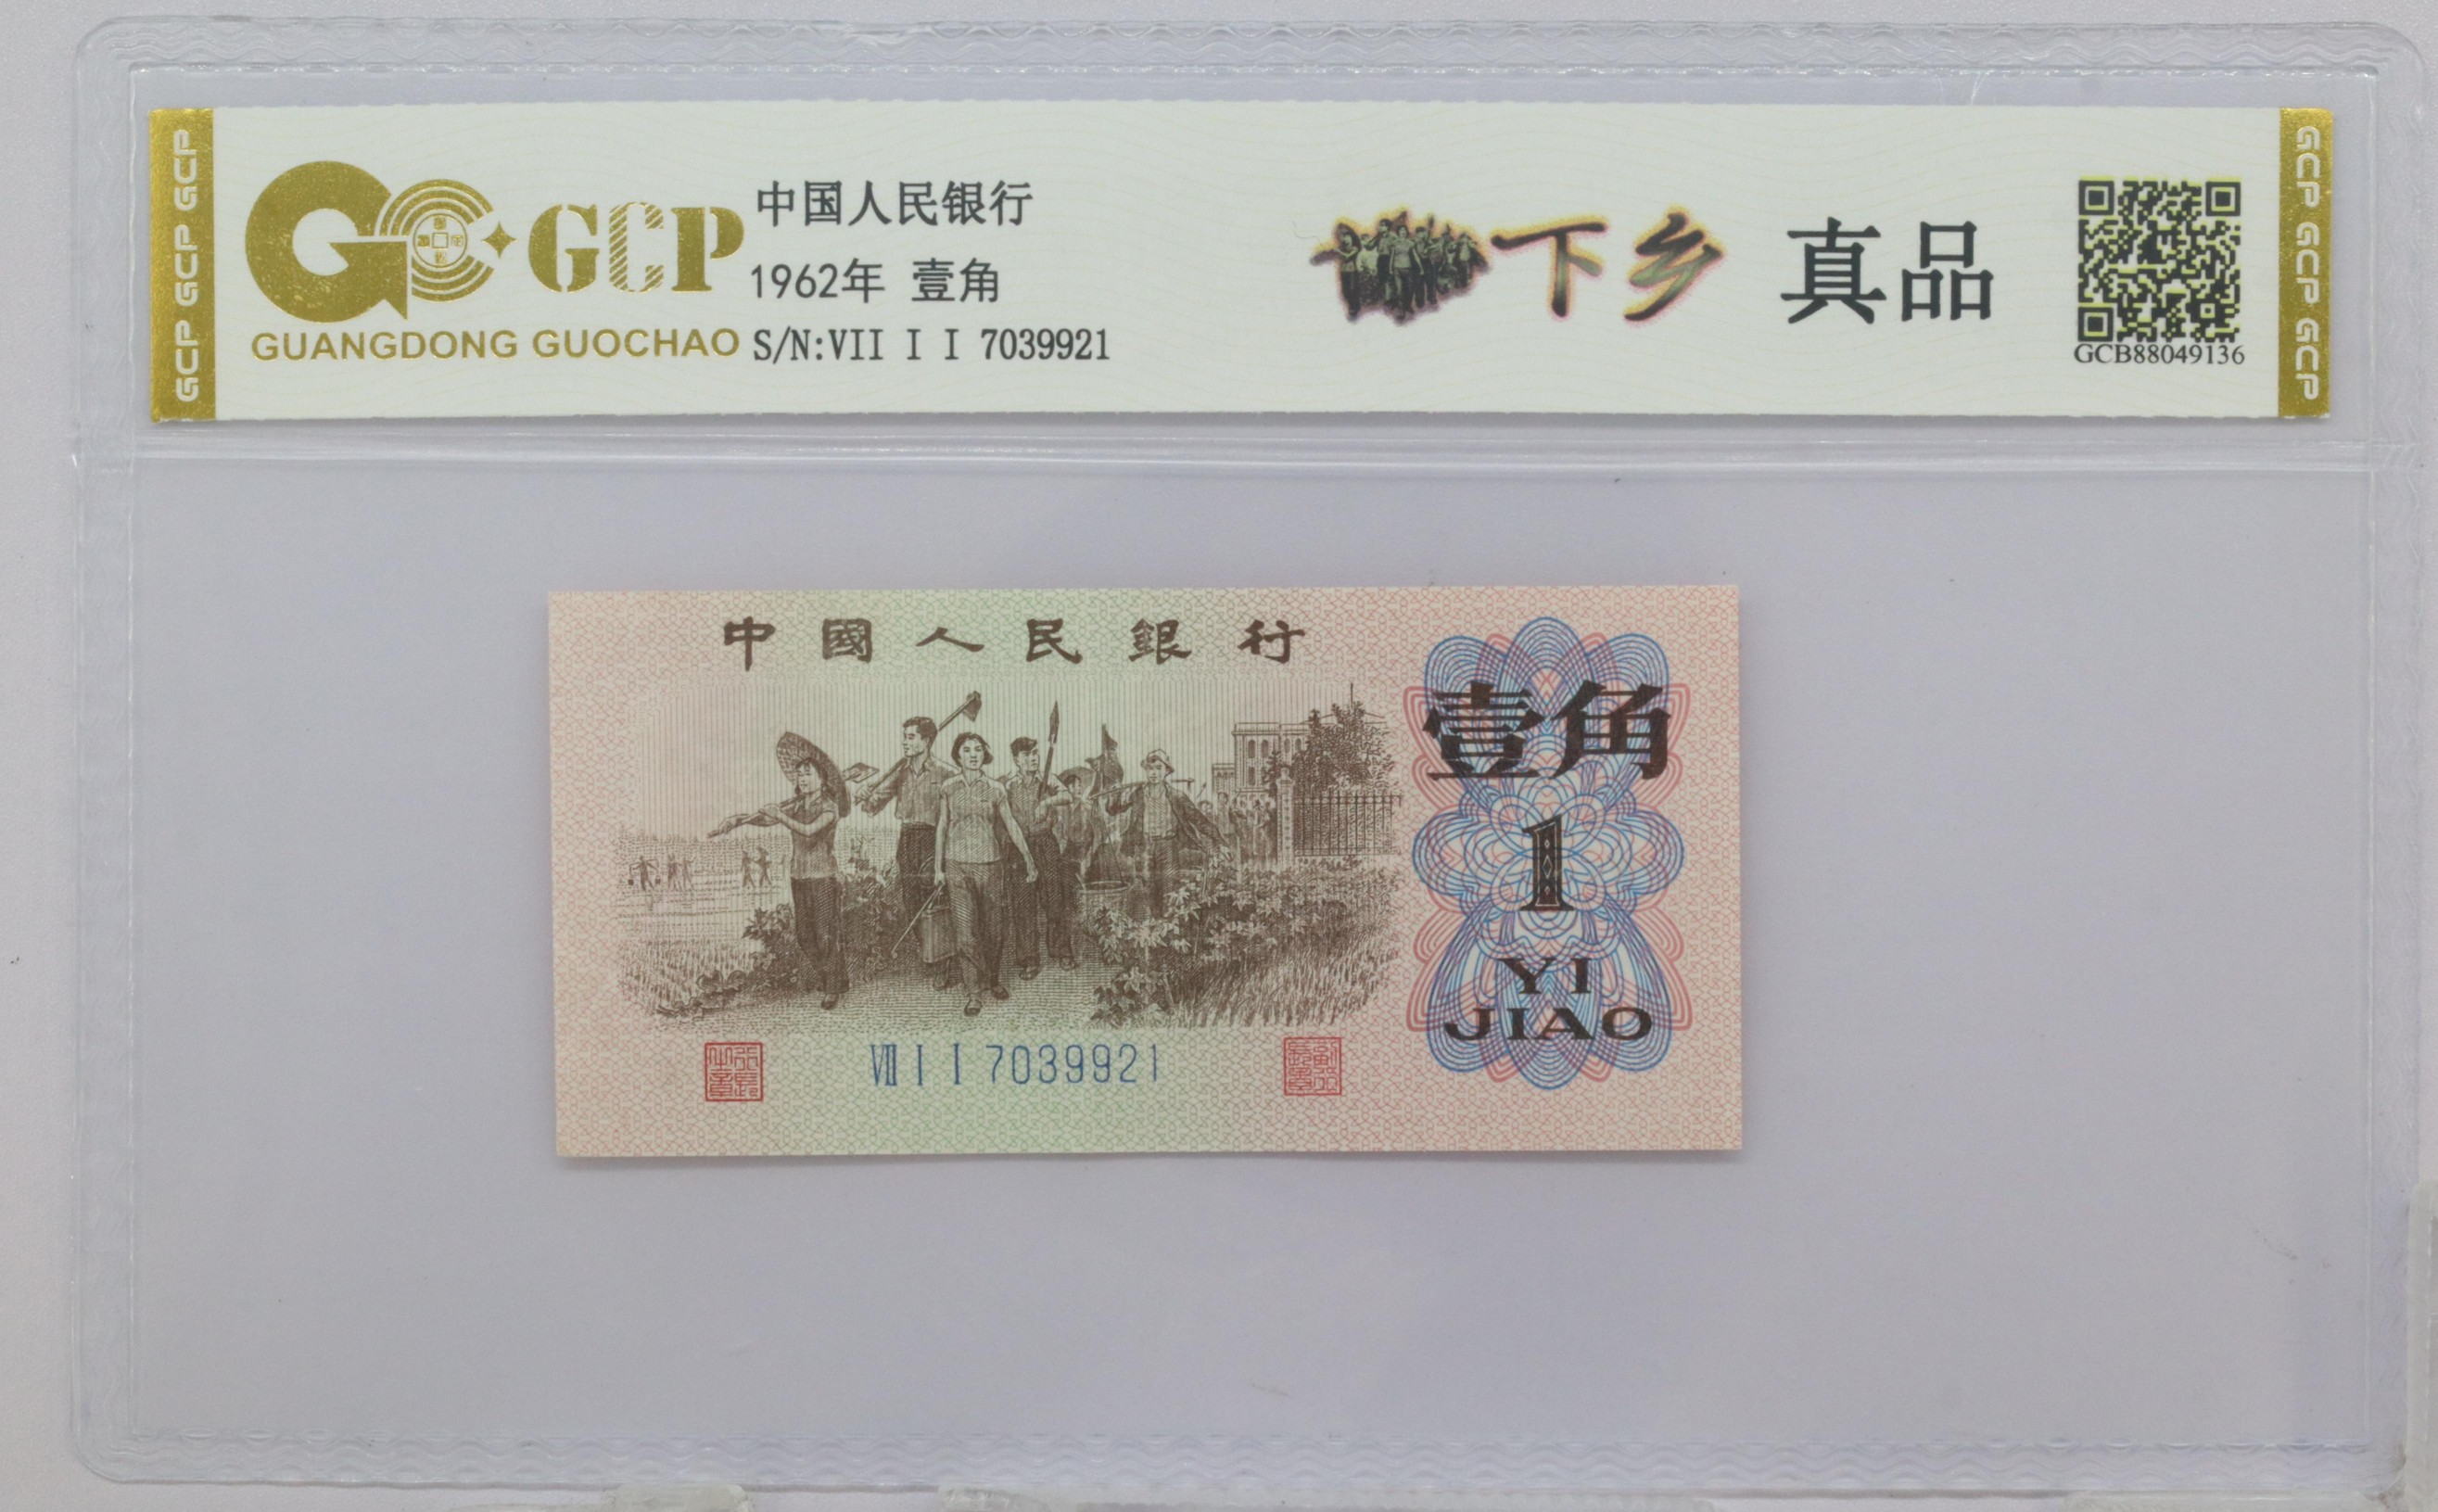 GCP GCP GCP
GCP
GUANGDONG GUOCHAO
中国人民银行
1962年 壹角
S/N:VII I I 7039921
下乡 真品
GCB88049136
GCP GCP GCP
中國人民銀行
壹角
1
YI
JIAO
VII I I 7039921